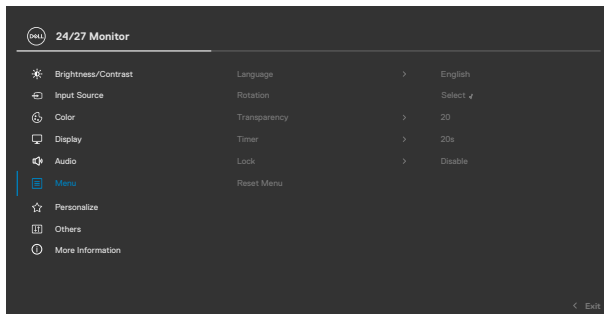 DELL 24/27 Monitor
Brightness/Contrast Language > English
Input Source Rotation Select
Color Transparency > 20
Display Timer > 20s
Audio Lock > Disable
Menu Reset Menu
Personalize
Others
More Information
< Exit